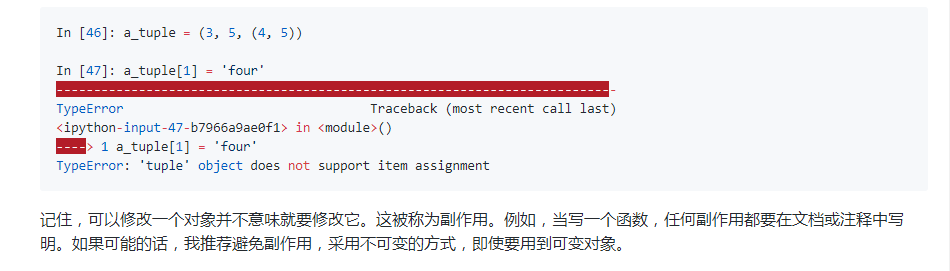 In [46]: a_tuple = (3, 5, (4, 5))
In [47]: a_tuple[1] = 'four'
---------------------------------------------------------------------------
TypeError                                 Traceback (most recent call last)
<ipython-input-47-b7966a9ae0f1> in <module>()
----> 1 a_tuple[1] = 'four'
TypeError: 'tuple' object does not support item assignment
记住，可以修改一个对象并不意味就要修改它。这被称为副作用。例如，当写一个函数，任何副作用都要在文档或注释中写
明。如果可能的话，我推荐避免副作用，采用不可变的方式，即使要用到可变对象。